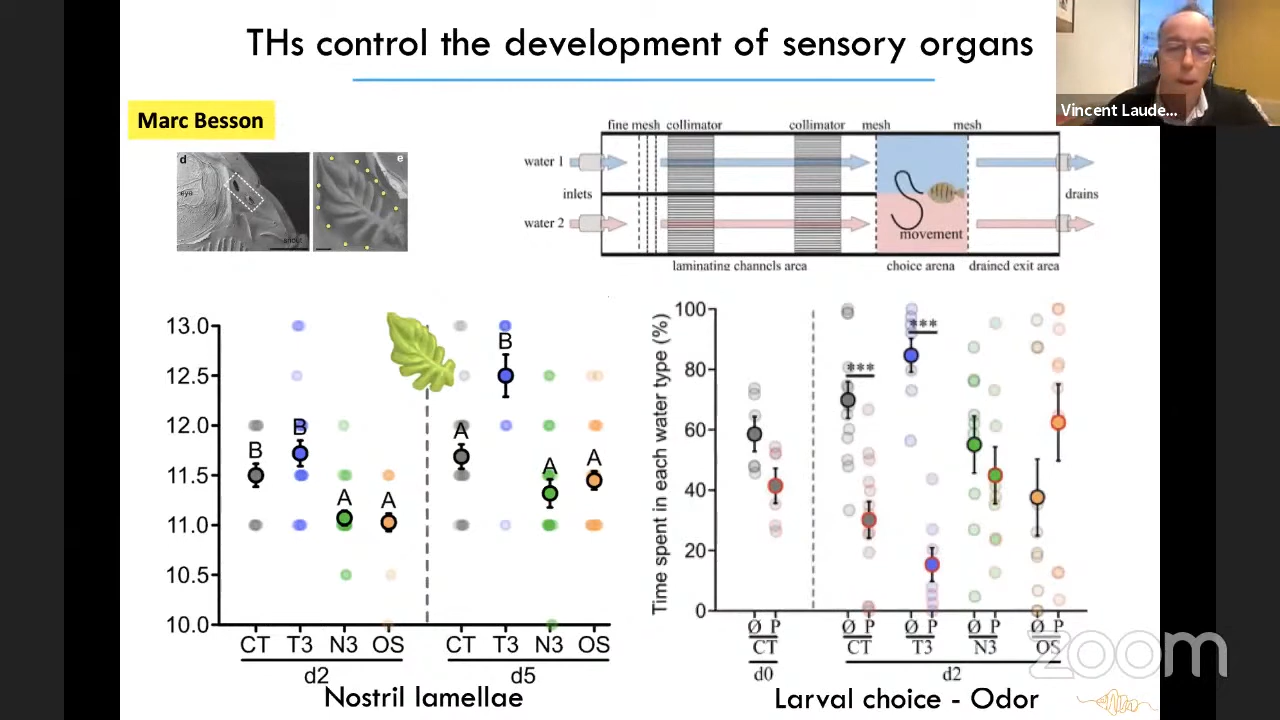 THs control the development of sensory organs
Vincent Laude...
Marc Besson
d
eye
snout
e
fine mesh collimator collimator mesh mesh
water 1
inlets
drains
water 2
movement
laminating channels area choice arena drained exit area
13.0
12.5
12.0
11.5
11.0
10.5
10.0
B
B
A
A
A
B
A
A
CT T3 N3 OS CT T3 N3 OS
d2 d5
Nostril lamellae
Time spent in each water type (%)
100
80
60
40
20
0
***
***
Ø P Ø P Ø P Ø P Ø P
CT CT T3 N3 OS
d0 d2
Larval choice - Odor
zoom